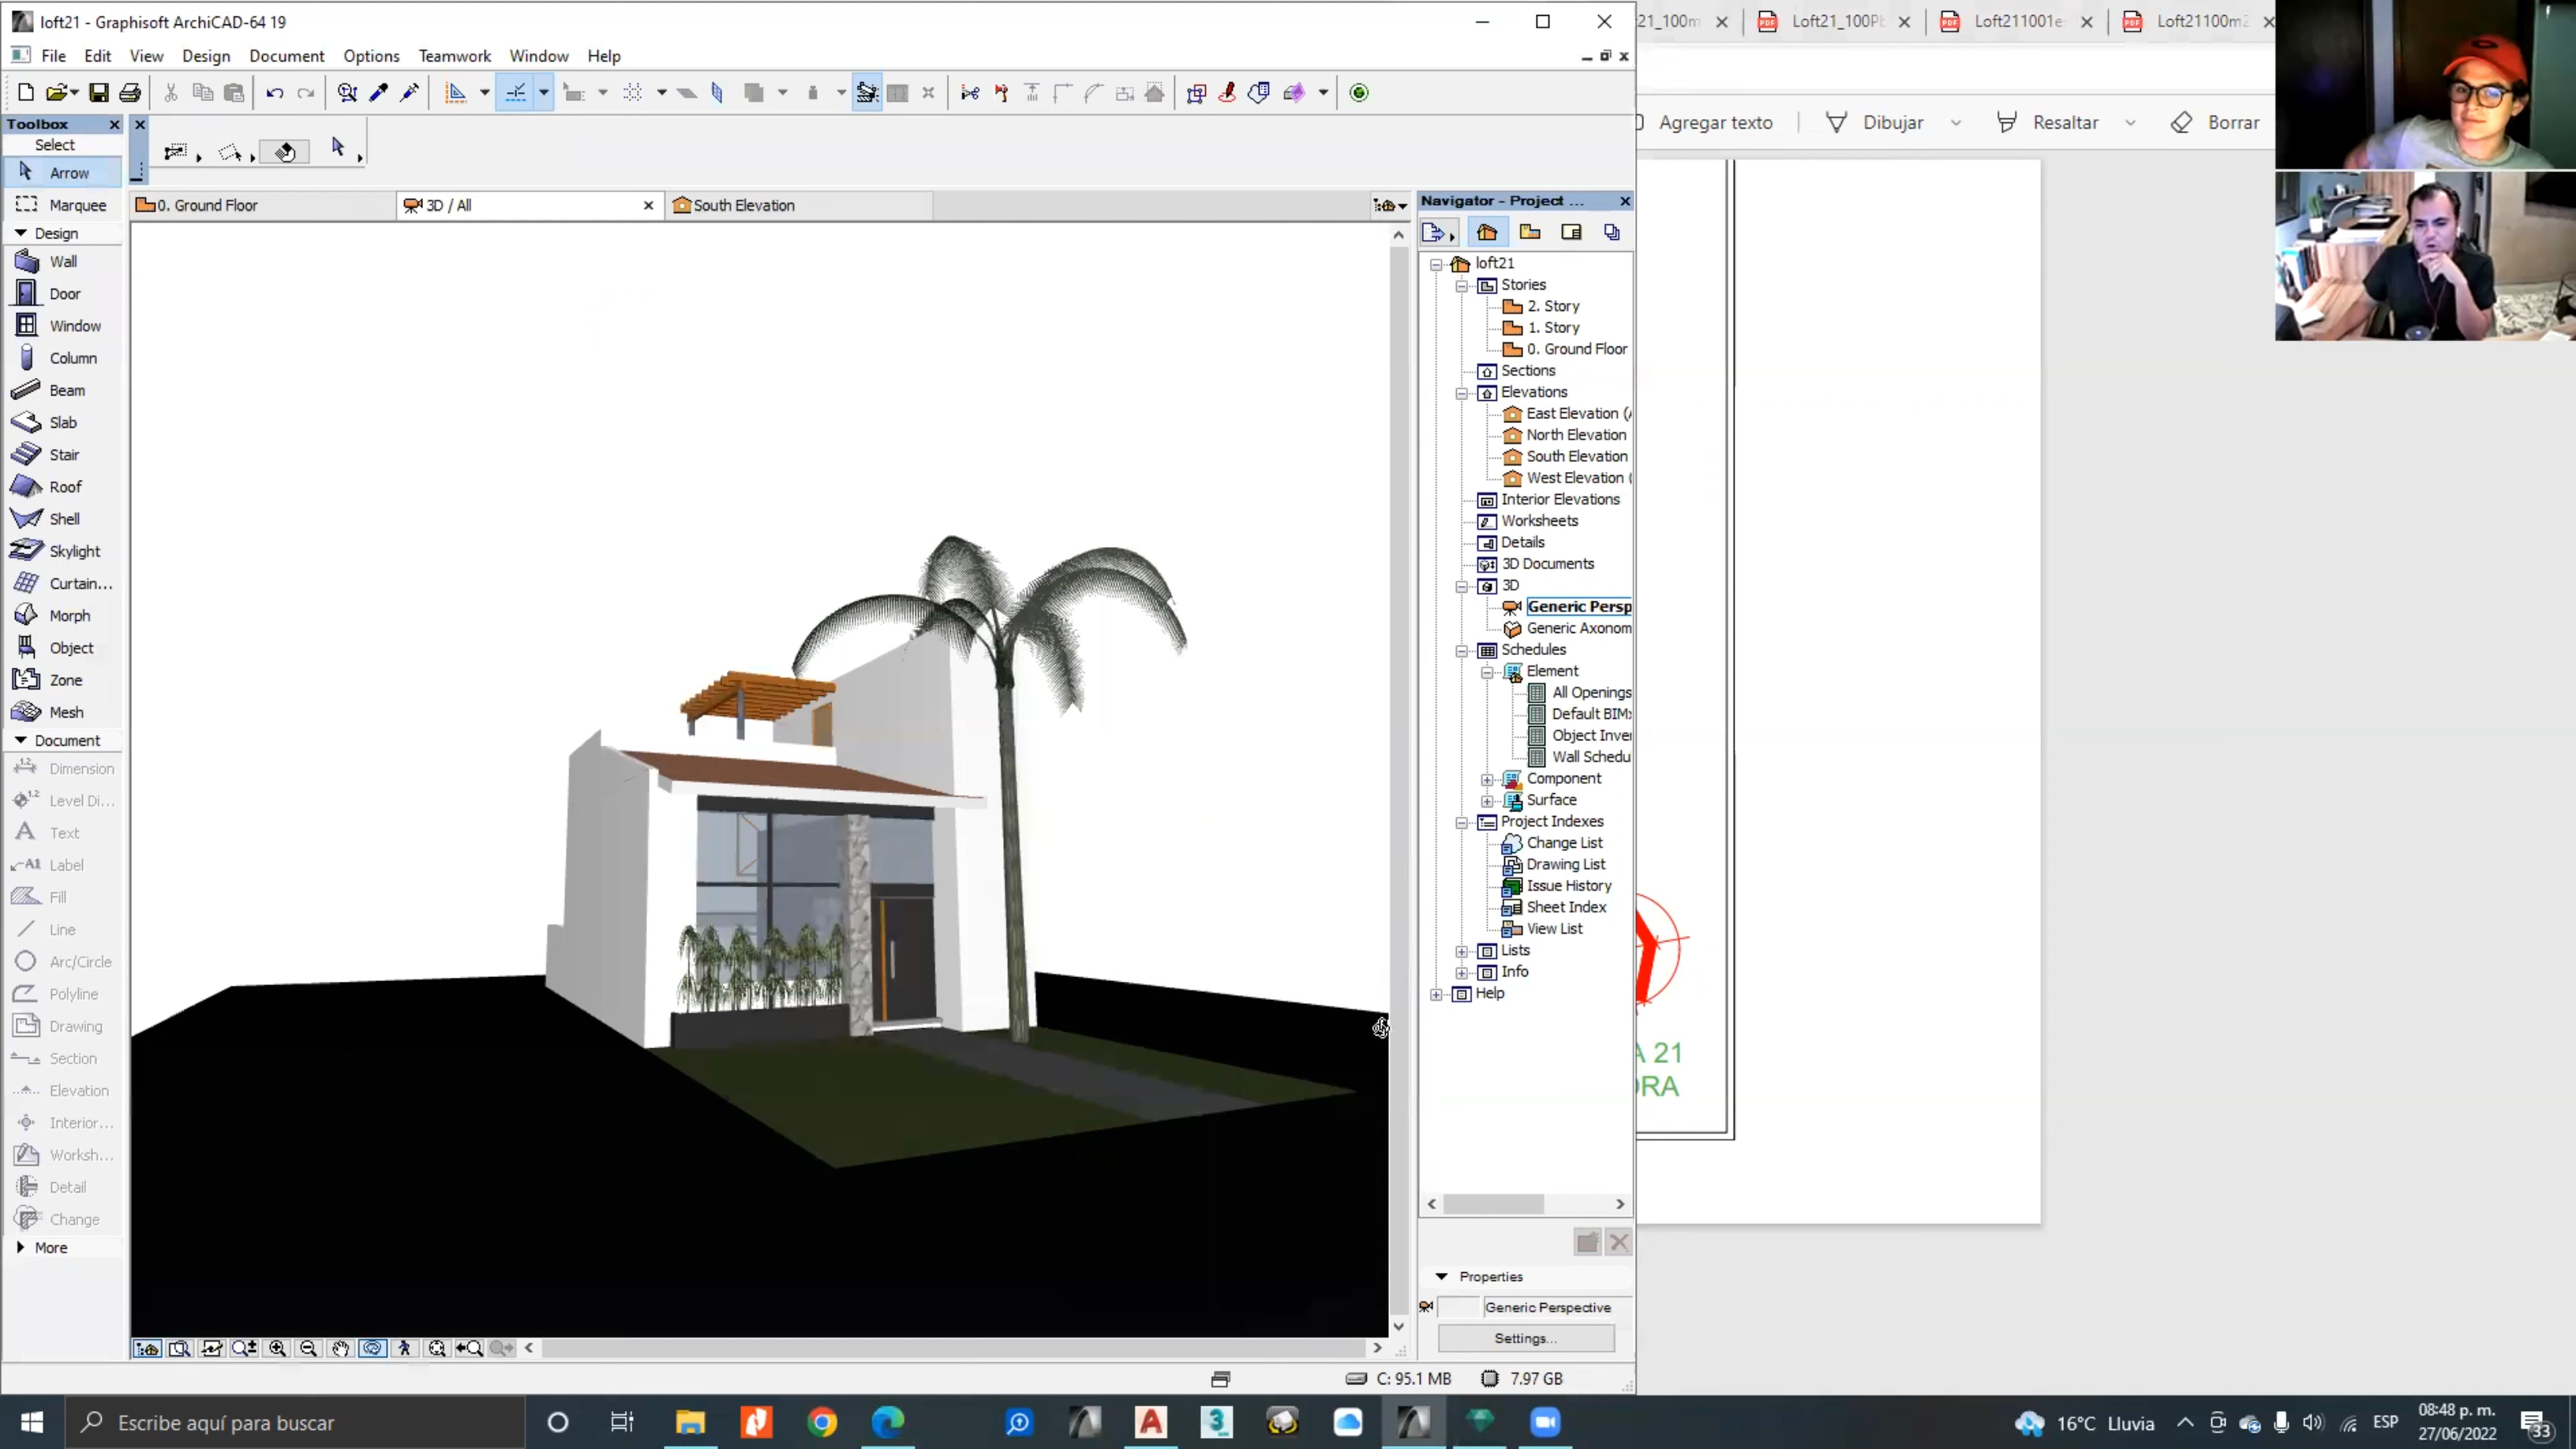 loft21 - Graphisoft ArchiCAD-64 19
File Edit View Design Document Options Teamwork Window Help
Toolbox
Select
Arrow
Marquee
Design
Wall
Door
Window
Column
Beam
Slab
Stair
Roof
Shell
Skylight
Curtain...
Morph
Object
Zone
Mesh
Document
Dimension
Level Di...
Text
Label
Fill
Line
Arc/Circle
Polyline
Drawing
Section
Elevation
Interior...
Worksh...
Detail
Change
More
0. Ground Floor
3D / All
South Elevation
Navigator - Project ...
loft21
Stories
2. Story
1. Story
0. Ground Floor
Sections
Elevations
East Elevation (A
North Elevation
South Elevation
West Elevation (
Interior Elevations
Worksheets
Details
3D Documents
3D
Generic Persp
Generic Axonom
Schedules
Element
All Openings
Default BIMx
Object Inven
Wall Schedu
Component
Surface
Project Indexes
Change List
Drawing List
Issue History
Sheet Index
View List
Lists
Info
Help
Properties
Generic Perspective
Settings...
C: 95.1 MB 7.97 GB
21_100m Loft21_100Pl Loft211001e Loft21100m2
Agregar texto Dibujar Resaltar Borrar
A 21
ORA
Escribe aquí para buscar
16°C Lluvia
ESP
08:48 p. m.
27/06/2022
33